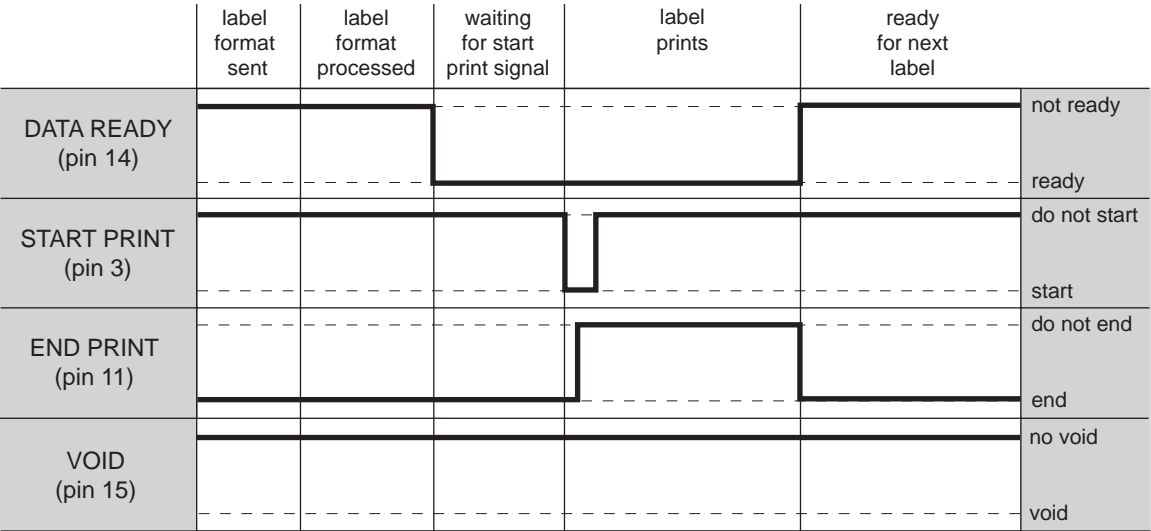 label
format
sent
label
format
processed
waiting
for start
print signal
label
prints
ready
for next
label
DATA READY
(pin 14)
not ready
ready
START PRINT
(pin 3)
do not start
start
END PRINT
(pin 11)
do not end
end
VOID
(pin 15)
no void
void